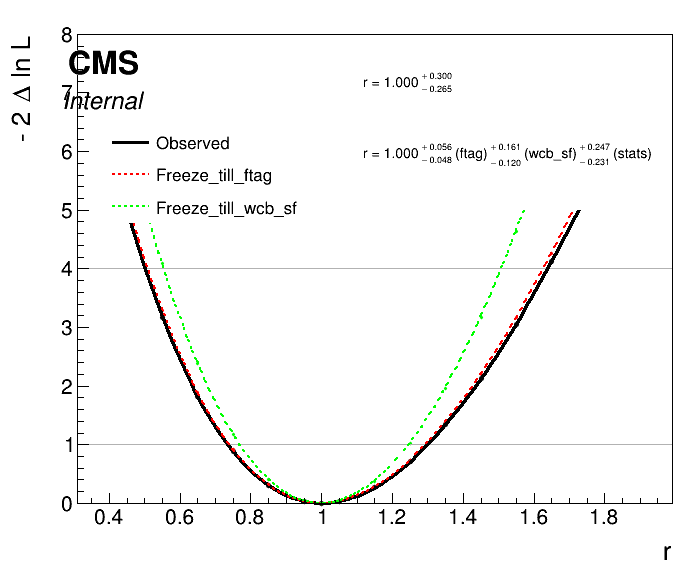 - 2 Δ ln L
8
7
6
5
4
3
2
1
0
CMS
Internal
Observed
Freeze_till_ftag
Freeze_till_wcb_sf
r = 1.000 + 0.300 - 0.265
r = 1.000 + 0.056 - 0.048 (ftag) + 0.161 - 0.120 (wcb_sf) + 0.247 - 0.231 (stats)
0.4 0.6 0.8 1 1.2 1.4 1.6 1.8
r